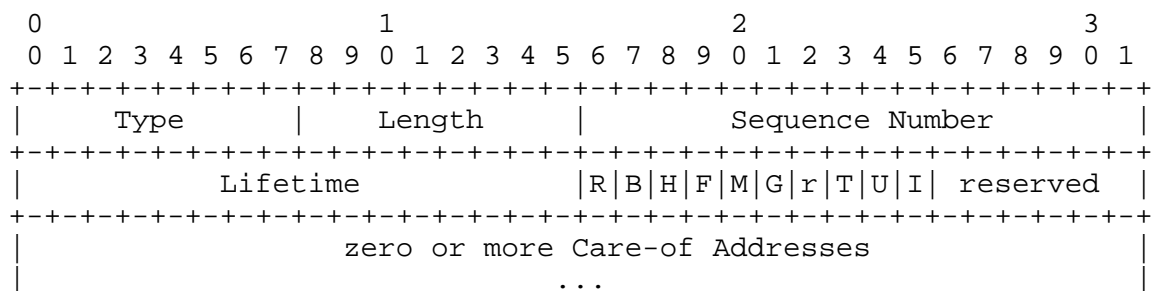 0                   1                   2                   3
 0 1 2 3 4 5 6 7 8 9 0 1 2 3 4 5 6 7 8 9 0 1 2 3 4 5 6 7 8 9 0 1
+-+-+-+-+-+-+-+-+-+-+-+-+-+-+-+-+-+-+-+-+-+-+-+-+-+-+-+-+-+-+-+-+
|     Type      |    Length     |        Sequence Number        |
+-+-+-+-+-+-+-+-+-+-+-+-+-+-+-+-+-+-+-+-+-+-+-+-+-+-+-+-+-+-+-+-+
|           Lifetime            |R|B|H|F|M|G|r|T|U|I| reserved  |
+-+-+-+-+-+-+-+-+-+-+-+-+-+-+-+-+-+-+-+-+-+-+-+-+-+-+-+-+-+-+-+-+
|                  zero or more Care-of Addresses               |
|                              ...                              |